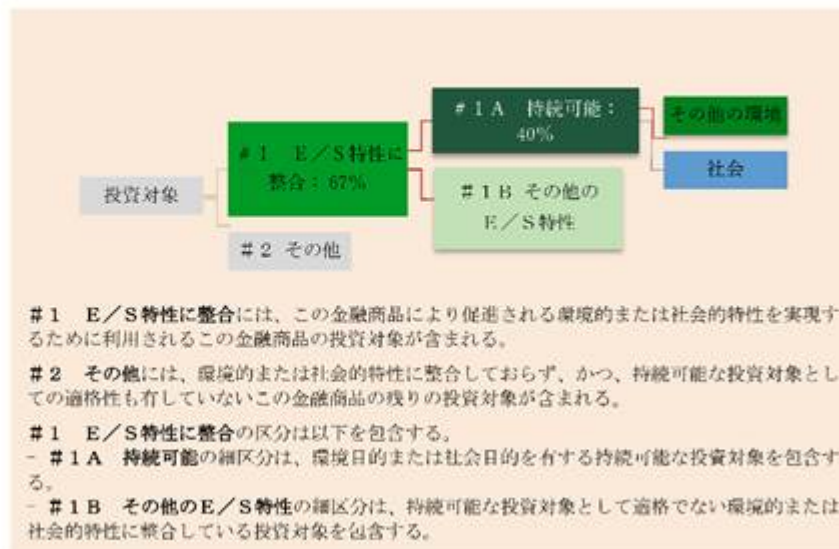 ＃１A　持続可能：
40%
その他の環境
＃１　E／S特性に
整合：67%
社会
投資対象
＃１B その他の
E／S特性
＃２ その他
＃１　E／S特性に整合には、この金融商品により促進される環境的または社会的特性を実現す
るために利用されるこの金融商品の投資対象が含まれる。
＃２　その他には、環境的または社会的特性に整合しておらず、かつ、持続可能な投資対象とし
ての適格性も有していないこの金融商品の残りの投資対象が含まれる。
＃１　E／S特性に整合の区分は以下を包含する。
－ ＃１A　持続可能の細区分は、環境目的または社会目的を有する持続可能な投資対象を包含す
る。
－ ＃１B　その他のE／S特性の細区分は、持続可能な投資対象として適格でない環境的または
社会的特性に整合している投資対象を包含する。